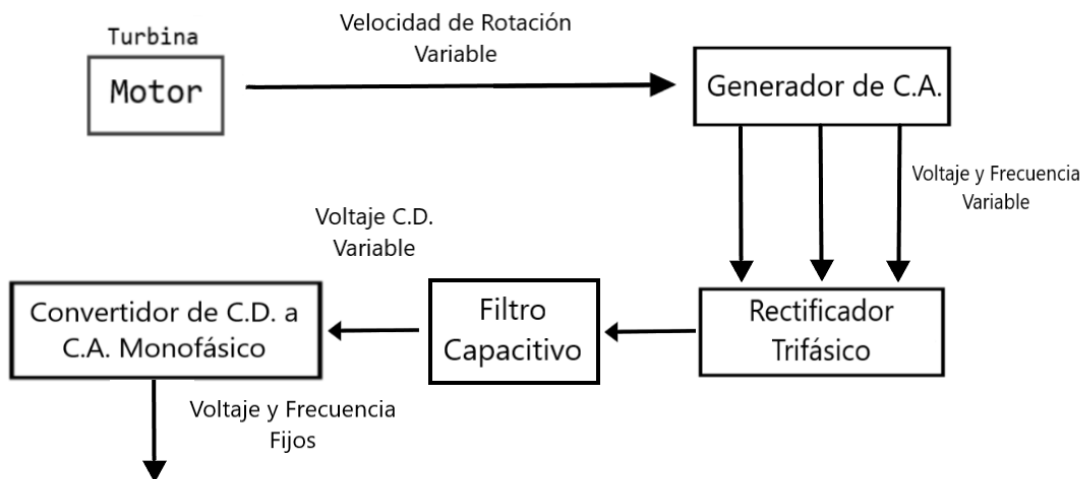 Turbina
Motor
Velocidad de Rotación
Variable
Generador de C.A.
Voltaje y Frecuencia
Variable
Rectificador
Trifásico
Filtro
Capacitivo
Voltaje C.D.
Variable
Convertidor de C.D. a
C.A. Monofásico
Voltaje y Frecuencia
Fijos